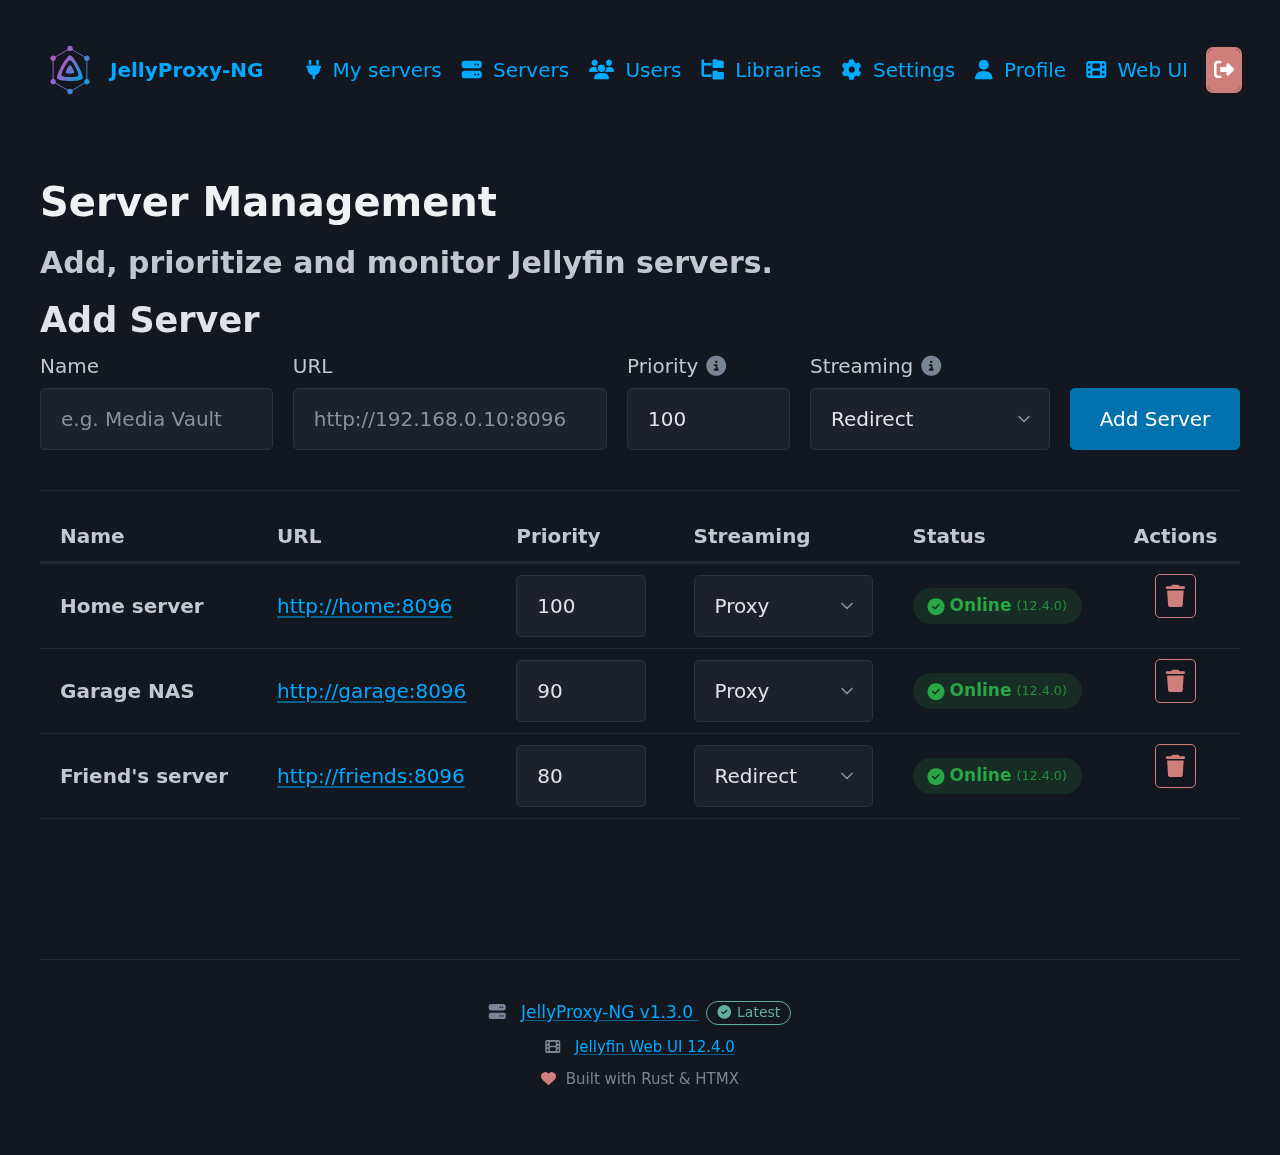 JellyProxy-NG My servers Servers Users Libraries Settings Profile Web UI
Server Management
Add, prioritize and monitor Jellyfin servers.
Add Server
Name URL Priority Streaming
e.g. Media Vault http://192.168.0.10:8096 100 Redirect Add Server
Name URL Priority Streaming Status Actions
Home server http://home:8096 100 Proxy Online (12.4.0)
Garage NAS http://garage:8096 90 Proxy Online (12.4.0)
Friend's server http://friends:8096 80 Redirect Online (12.4.0)
JellyProxy-NG v1.3.0 Latest
Jellyfin Web UI 12.4.0
Built with Rust & HTMX